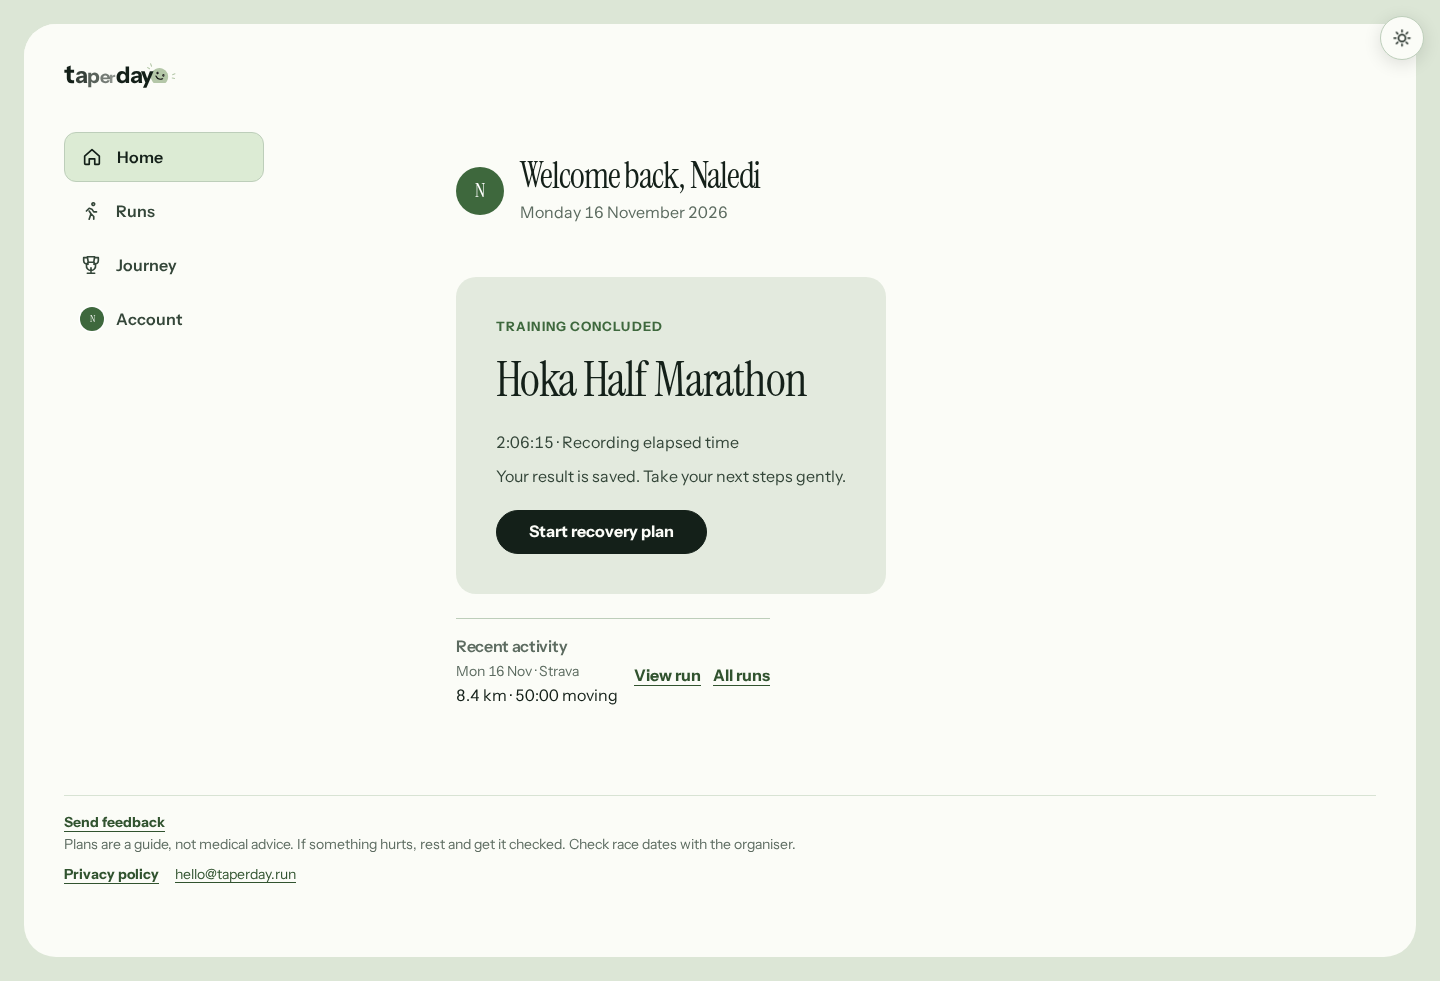 taperday
Home
Runs
Journey
N Account
N
Welcome back, Naledi
Monday 16 November 2026
TRAINING CONCLUDED
Hoka Half Marathon
2:06:15 · Recording elapsed time
Your result is saved. Take your next steps gently.
Start recovery plan
Recent activity
Mon 16 Nov · Strava
8.4 km · 50:00 moving
View run All runs
Send feedback
Plans are a guide, not medical advice. If something hurts, rest and get it checked. Check race dates with the organiser.
Privacy policy hello@taperday.run